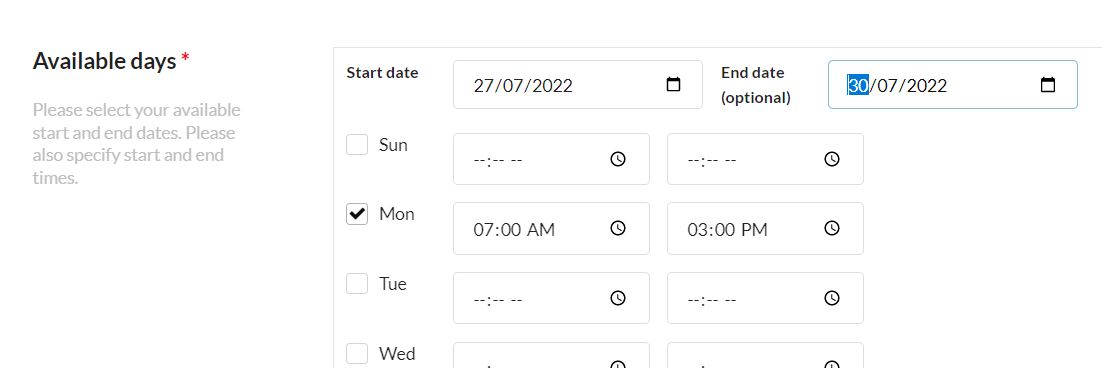 Available days *
Please select your available
start and end dates. Please
also specify start and end
times.
Start date
27/07/2022
End date
(optional)
30/07/2022
Sun
--:-- --
--:-- --
Mon
07:00 AM
03:00 PM
Tue
--:-- --
--:-- --
Wed